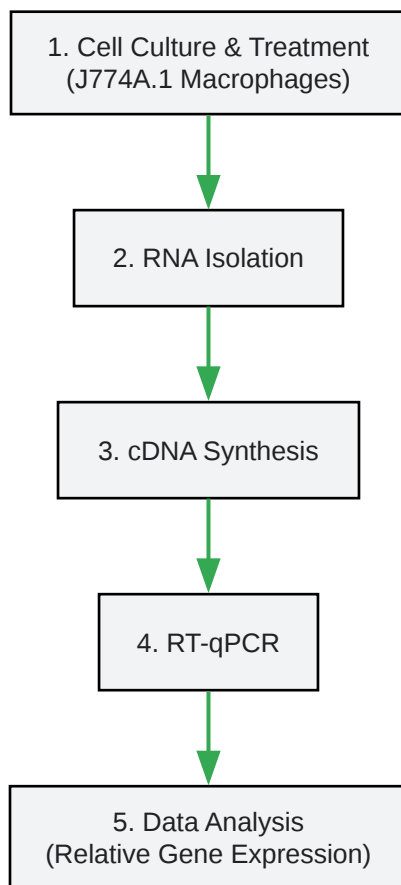 1. Cell Culture & Treatment
(J774A.1 Macrophages)
2. RNA Isolation
3. cDNA Synthesis
4. RT-qPCR
5. Data Analysis
(Relative Gene Expression)